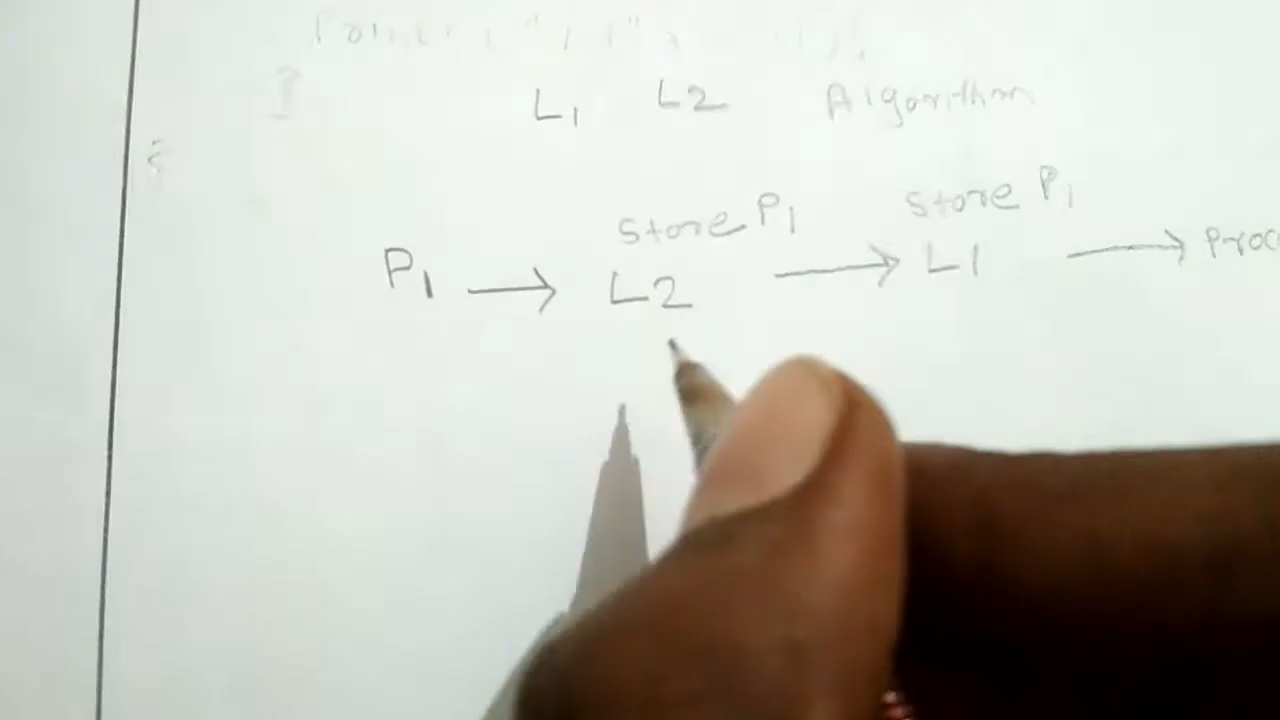 L1 L2 Algorithm
Store P1 Store P1
P1 → L2 → L1 → Proc